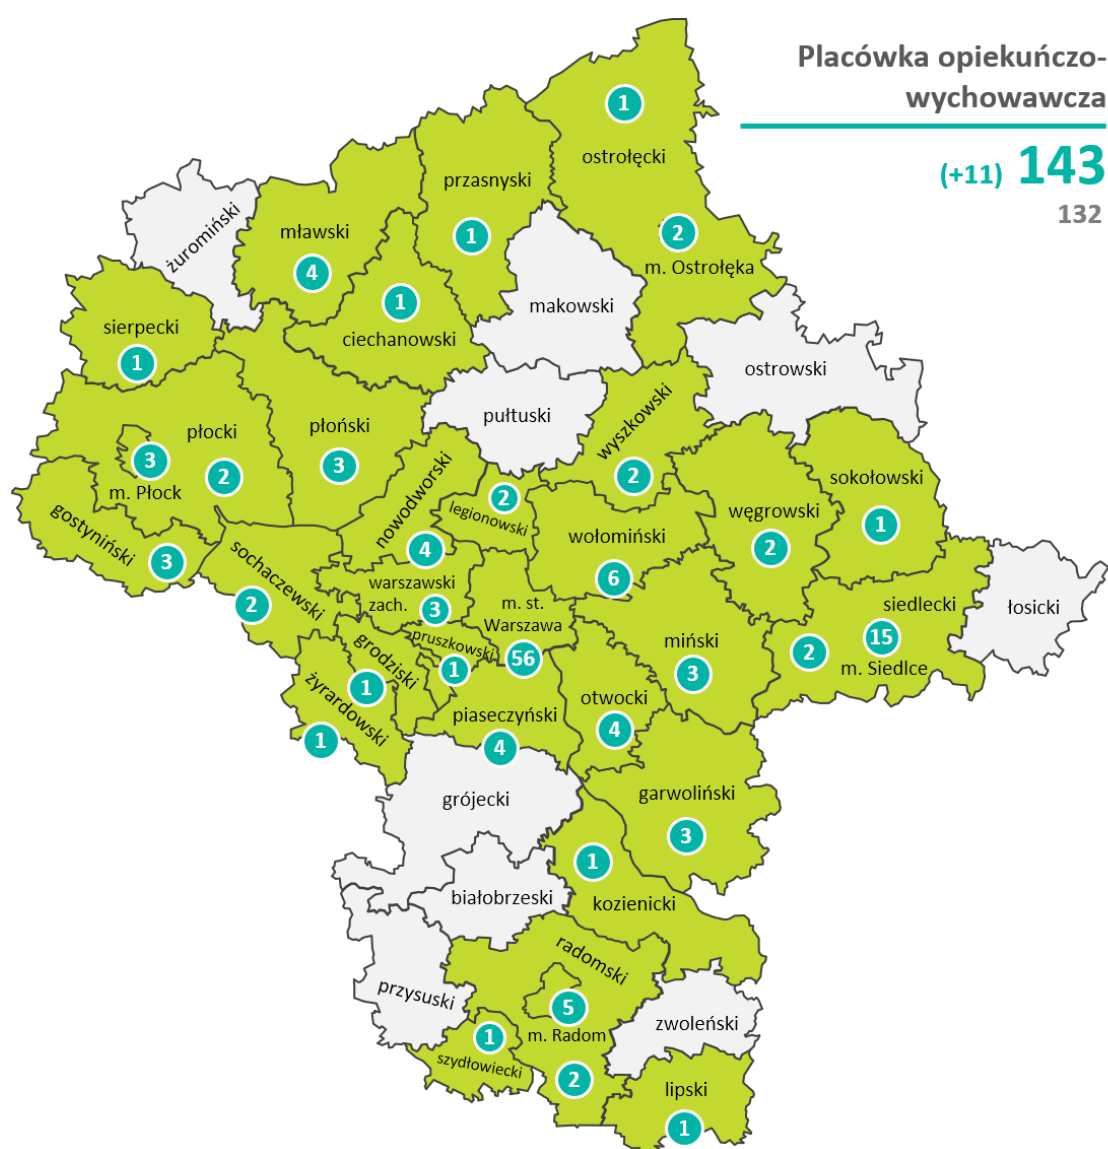 Placówka opiekuńczo-
wychowawcza
(+11) 143
132
1
ostrołęcki
przasnyski
1
2
m. Ostrołęka
żuromiński
mławski
4
1
ciechanowski
makowski
sierpecki
1
ostrowski
pułtuski
wyszkowski
2
płocki
3
2
m. Płock
płoński
3
nowodworski
4
2
legionowski
sokołowski
1
węgrowski
2
wołomiński
6
gostyniński
3
sochaczewski
2
warszawski
zach.
3
m. st.
Warszawa
56
pruszkowski
1
grodziski
1
żyrardowski
1
miński
3
siedlecki
15
2
m. Siedlce
łosicki
otwocki
4
piaseczyński
4
grójecki
garwoliński
3
1
kozienicki
białobrzeski
radomski
5
m. Radom
2
przysuski
1
szydłowiecki
zwoleński
lipski
1